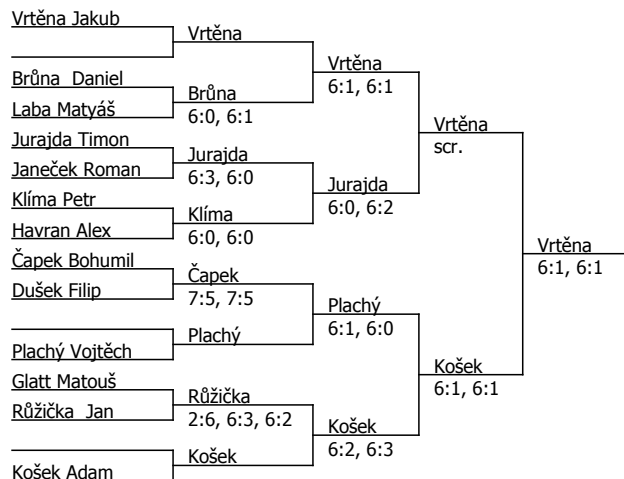 Vrtěna Jakub
Brůna  Daniel
Laba Matyáš
Jurajda Timon
Janeček Roman
Klíma Petr
Havran Alex
Čapek Bohumil
Dušek Filip
Plachý Vojtěch
Glatt Matouš
Růžička  Jan
Košek Adam
Vrtěna
Brůna
6:0, 6:1
Jurajda
6:3, 6:0
Klíma
6:0, 6:0
Čapek
7:5, 7:5
Plachý
Růžička
2:6, 6:3, 6:2
Košek
Vrtěna
6:1, 6:1
Jurajda
6:0, 6:2
Plachý
6:1, 6:0
Košek
6:2, 6:3
Vrtěna
scr.
Košek
6:1, 6:1
Vrtěna
6:1, 6:1